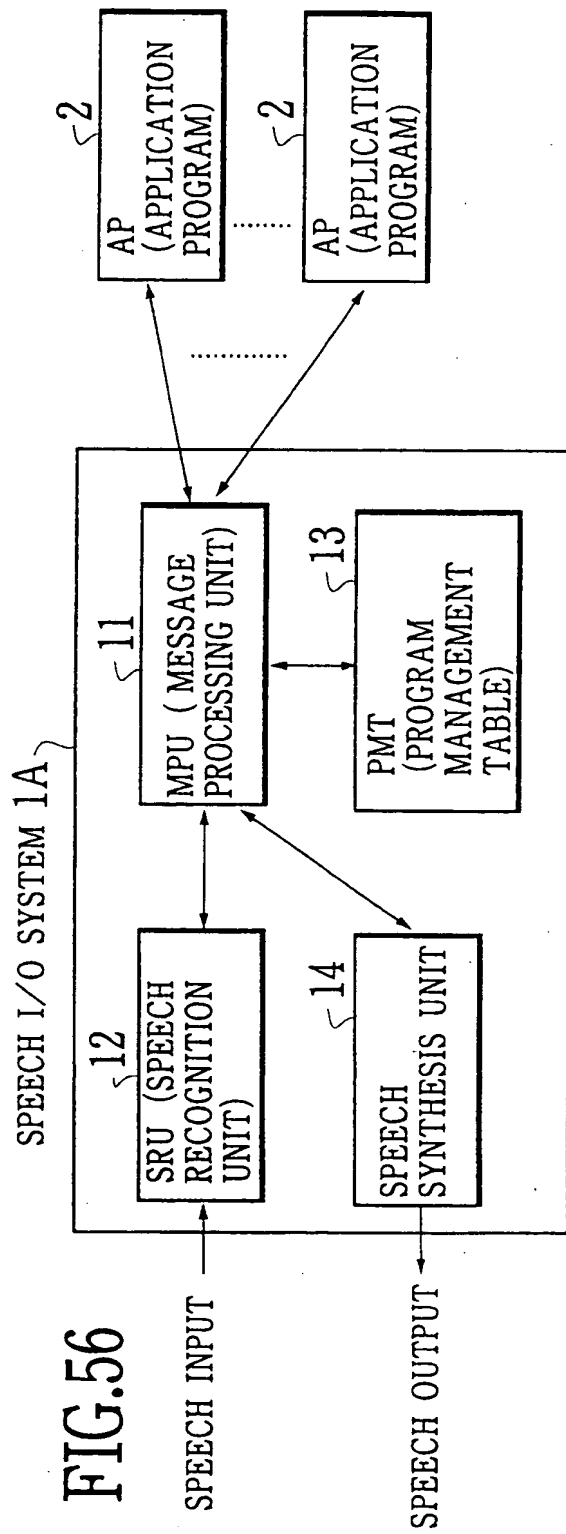 FIG.56
SPEECH I/O SYSTEM 1A
SPEECH INPUT
12
SRU (SPEECH
RECOGNITION
UNIT)
11
MPU ( MESSAGE
PROCESSING UNIT)
2
AP
(APPLICATION
PROGRAM)
SPEECH OUTPUT
14
SPEECH
SYNTHESIS UNIT
13
PMT
(PROGRAM
MANAGEMENT
TABLE)
2
AP
(APPLICATION
PROGRAM)